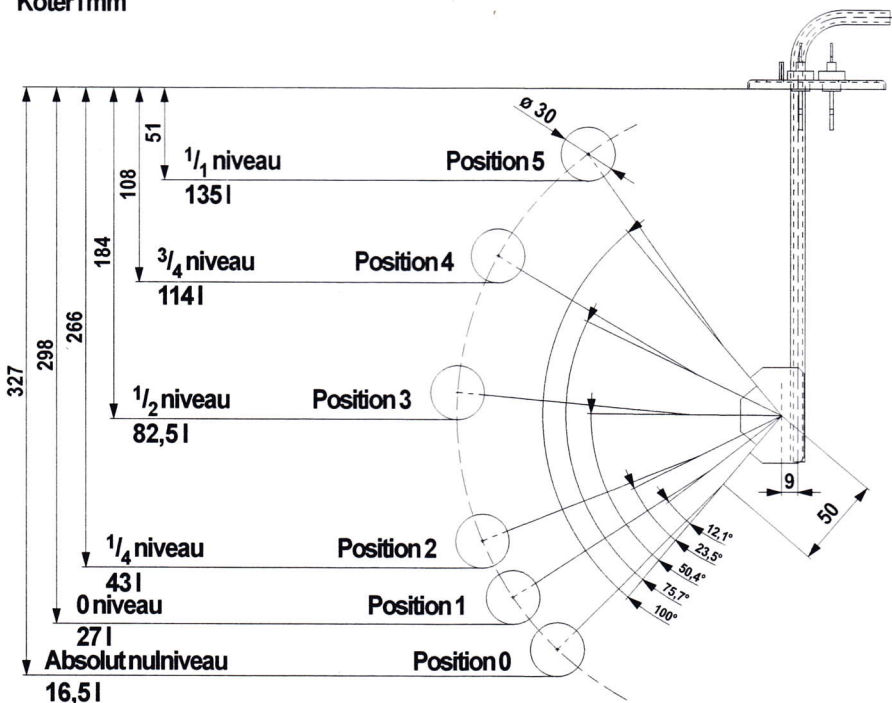 Koter i mm
ø 30
51
1/1 niveau
Position 5
135 l
108
3/4 niveau
Position 4
114 l
184
266
298
327
1/2 niveau
Position 3
82,5 l
9
50
12,1°
23,5°
50,4°
75,7°
100°
1/4 niveau
Position 2
43 l
0 niveau
Position 1
27 l
Absolut nulniveau
Position 0
16,5 l